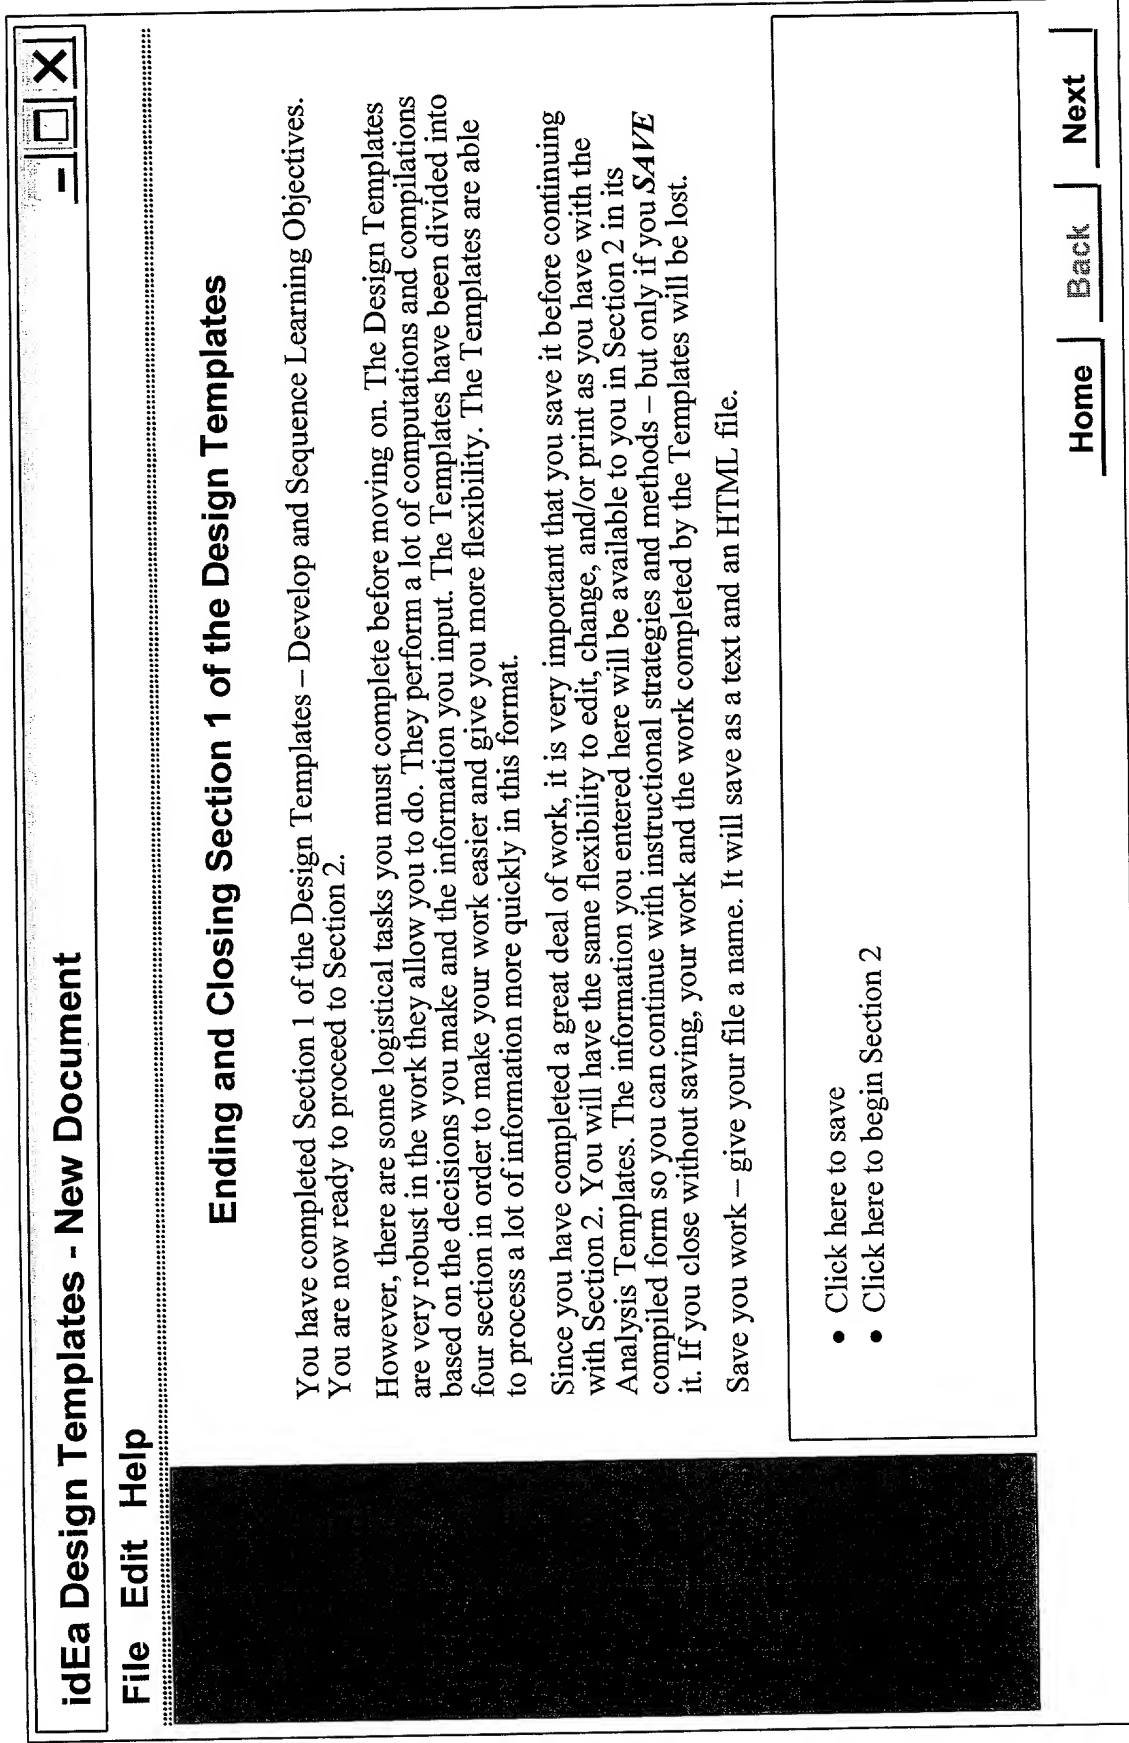 idEa Design Templates - New Document
File Edit Help
Ending and Closing Section 1 of the Design Templates
You have completed Section 1 of the Design Templates – Develop and Sequence Learning Objectives.
You are now ready to proceed to Section 2.
However, there are some logistical tasks you must complete before moving on. The Design Templates
are very robust in the work they allow you to do. They perform a lot of computations and compilations
based on the decisions you make and the information you input. The Templates have been divided into
four section in order to make your work easier and give you more flexibility. The Templates are able
to process a lot of information more quickly in this format.
Since you have completed a great deal of work, it is very important that you save it before continuing
with Section 2. You will have the same flexibility to edit, change, and/or print as you have with the
Analysis Templates. The information you entered here will be available to you in Section 2 in its
compiled form so you can continue with instructional strategies and methods – but only if you SAVE
it. If you close without saving, your work and the work completed by the Templates will be lost.
Save you work – give your file a name. It will save as a text and an HTML file.
• Click here to save
• Click here to begin Section 2
Home Back Next